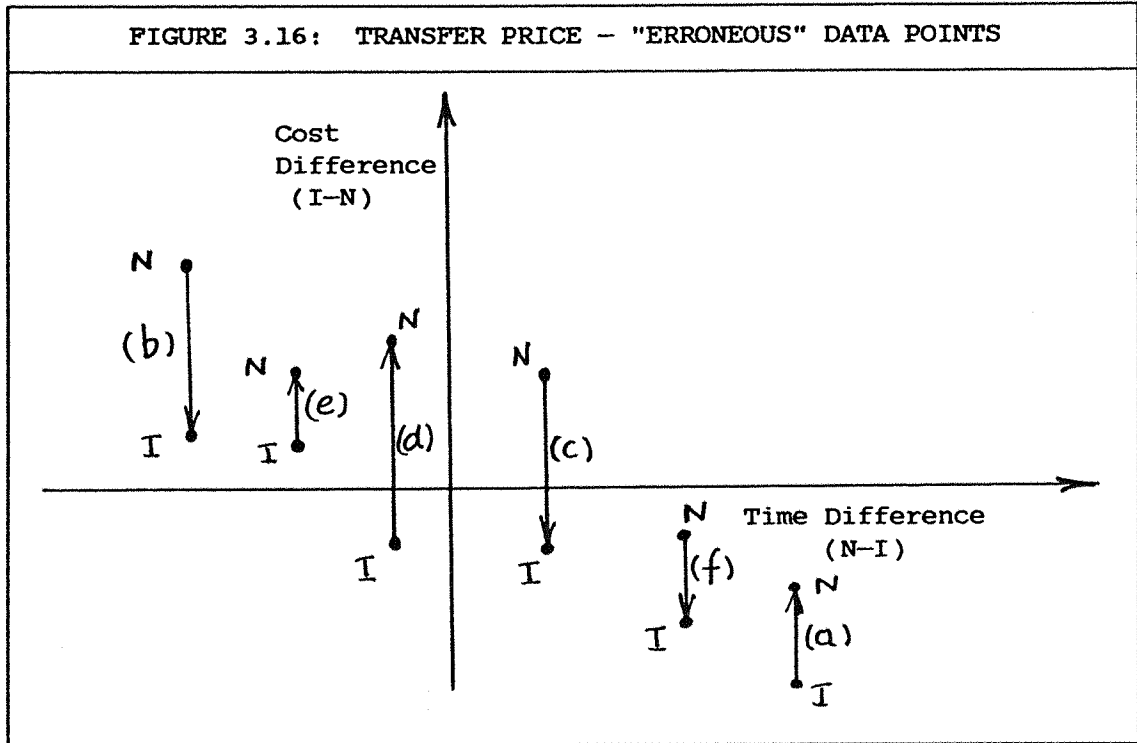 FIGURE 3.16: TRANSFER PRICE — "ERRONEOUS" DATA POINTS
Cost
Difference
(I—N)
N
(b)
I
N
(e)
I
N
(d)
I
N
(c)
I
N
(f)
I
Time Difference
(N—I)
N
(a)
I